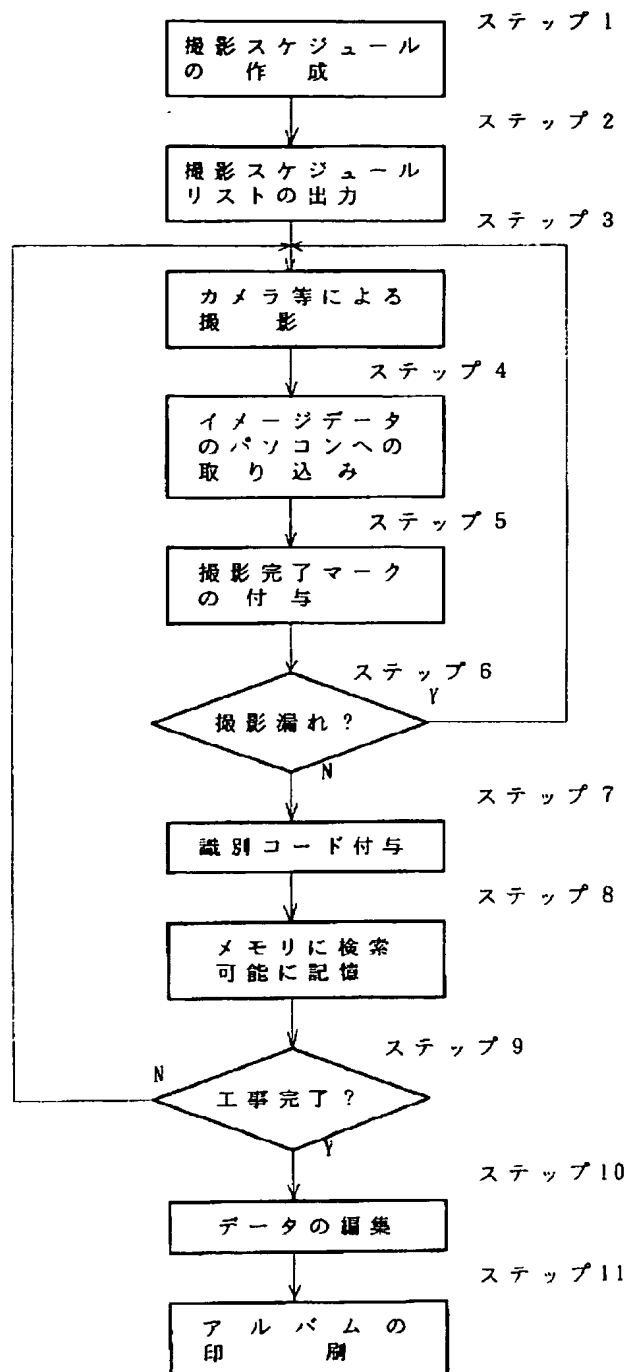 ステップ1
撮影スケジュール
の作成
ステップ2
撮影スケジュール
リストの出力
ステップ3
カメラ等による
撮影
ステップ4
イメージデータ
のパソコンへの
取り込み
ステップ5
撮影完了マーク
の付与
ステップ6
撮影漏れ?
Y
N
ステップ7
識別コード付与
ステップ8
メモリに検索
可能に記憶
ステップ9
N
工事完了?
Y
ステップ10
データの編集
ステップ11
アルバムの
印刷